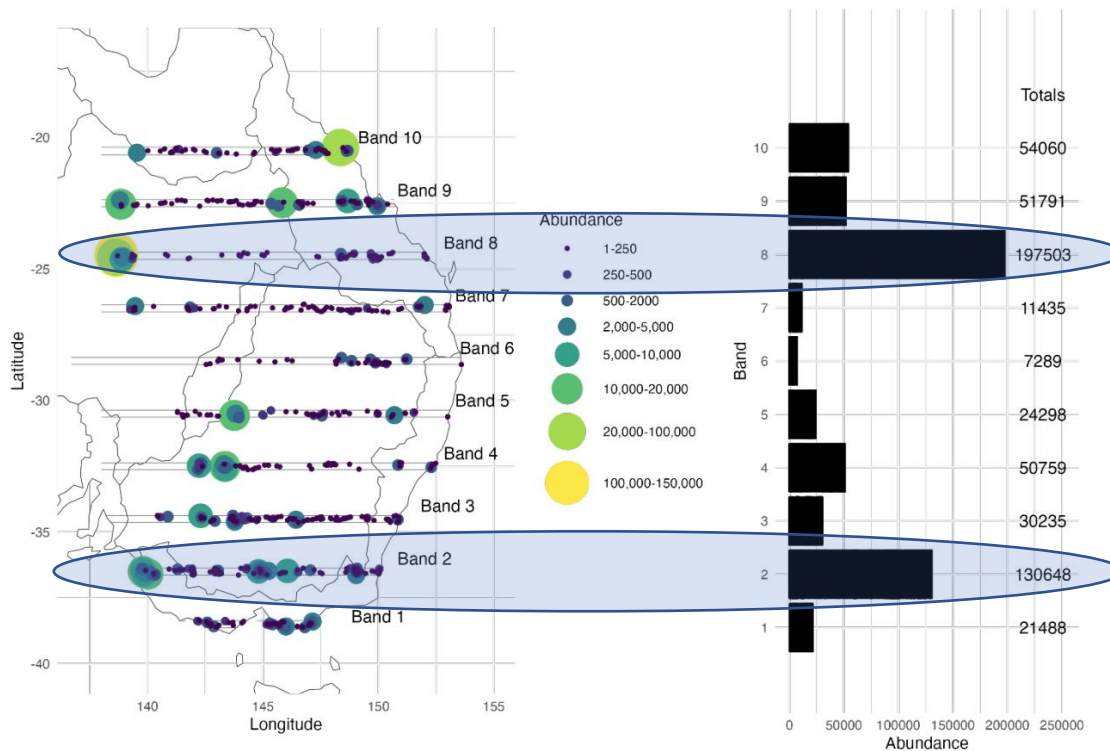 Latitude
-20
-25
-30
-35
-40
Band 10
Band 9
Band 8
Band 7
Band 6
Band 5
Band 4
Band 3
Band 2
Band 1
140
145
150
155
Longitude
Abundance
1-250
250-500
500-2000
2,000-5,000
5,000-10,000
10,000-20,000
20,000-100,000
100,000-150,000
Band
Totals
10 54060
9 51791
8 197503
7 11435
6 7289
5 24298
4 50759
3 30235
2 130648
1 21488
0 50000 100000 150000 200000 250000
Abundance